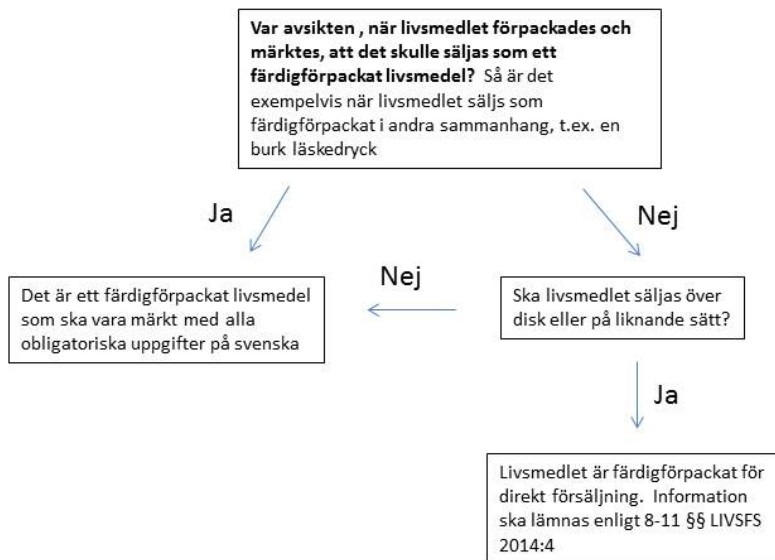 Var avsikten , när livsmedlet förpackades och
märktes, att det skulle säljas som ett
färdigförpackat livsmedel? Så är det
exempelvis när livsmedlet säljs som
färdigförpackat i andra sammanhang, t.ex. en
burk läskedryck
Ja
Nej
Det är ett färdigförpackat livsmedel
som ska vara märkt med alla
obligatoriska uppgifter på svenska
Nej
Ska livsmedlet säljas över
disk eller på liknande sätt?
Ja
Livsmedlet är färdigförpackat för
direkt försäljning. Information
ska lämnas enligt 8-11 §§ LIVSFS
2014:4